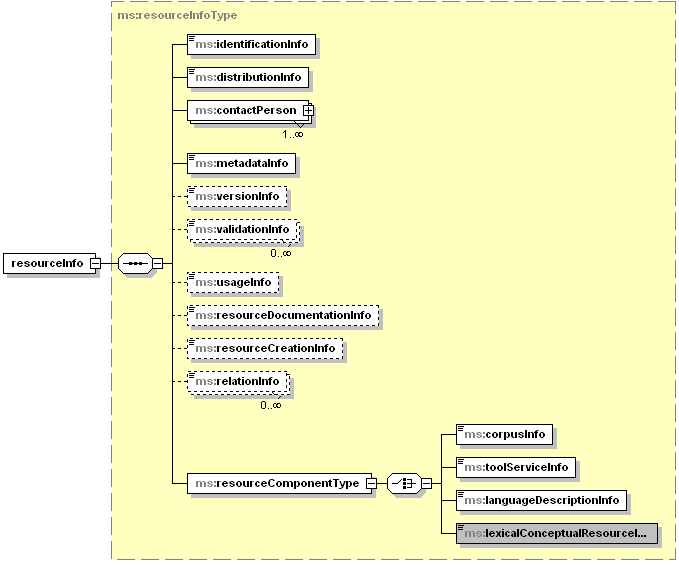 ms:resourceInfoType
ms:identificationInfo
ms:distributionInfo
ms:contactPerson
1..∞
ms:metadataInfo
ms:versionInfo
ms:validationInfo
0..∞
resourceInfo
ms:usageInfo
ms:resourceDocumentationInfo
ms:resourceCreationInfo
ms:relationInfo
0..∞
ms:corpusInfo
ms:toolServiceInfo
ms:resourceComponentType
ms:languageDescriptionInfo
ms:lexicalConceptualResourceI...